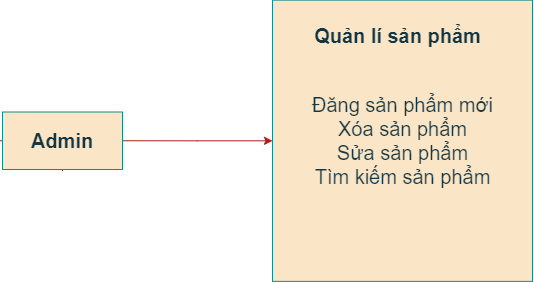 Quản lí sản phẩm
Đăng sản phẩm mới
Xóa sản phẩm
Sửa sản phẩm
Tìm kiếm sản phẩm
Admin